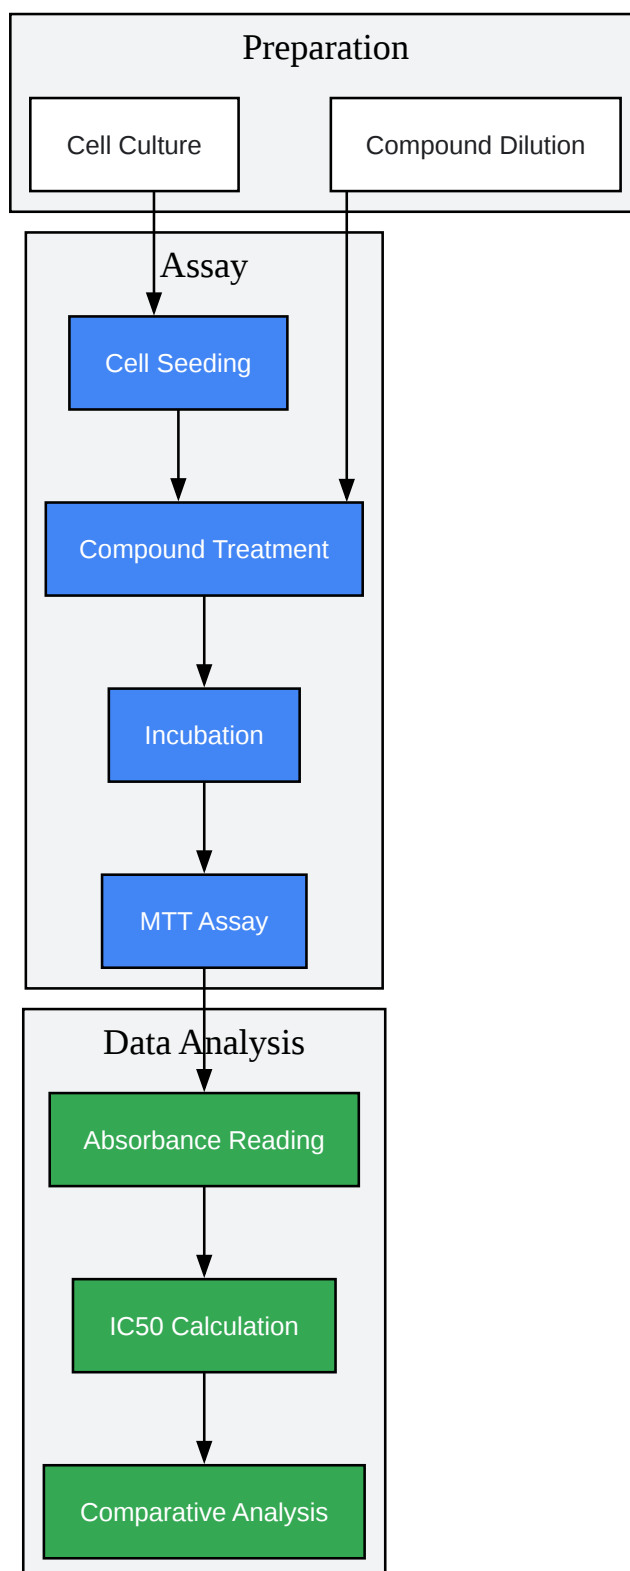 Preparation
Cell Culture
Compound Dilution
Assay
Cell Seeding
Compound Treatment
Incubation
MTT Assay
Data Analysis
Absorbance Reading
IC50 Calculation
Comparative Analysis